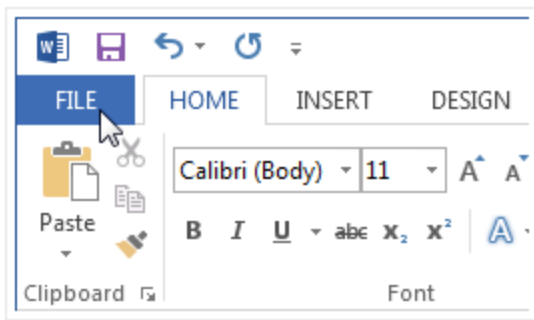 FILE HOME INSERT DESIGN
Calibri (Body) 11 A A
Paste
B I U abc X₂ X² A
Clipboard Font